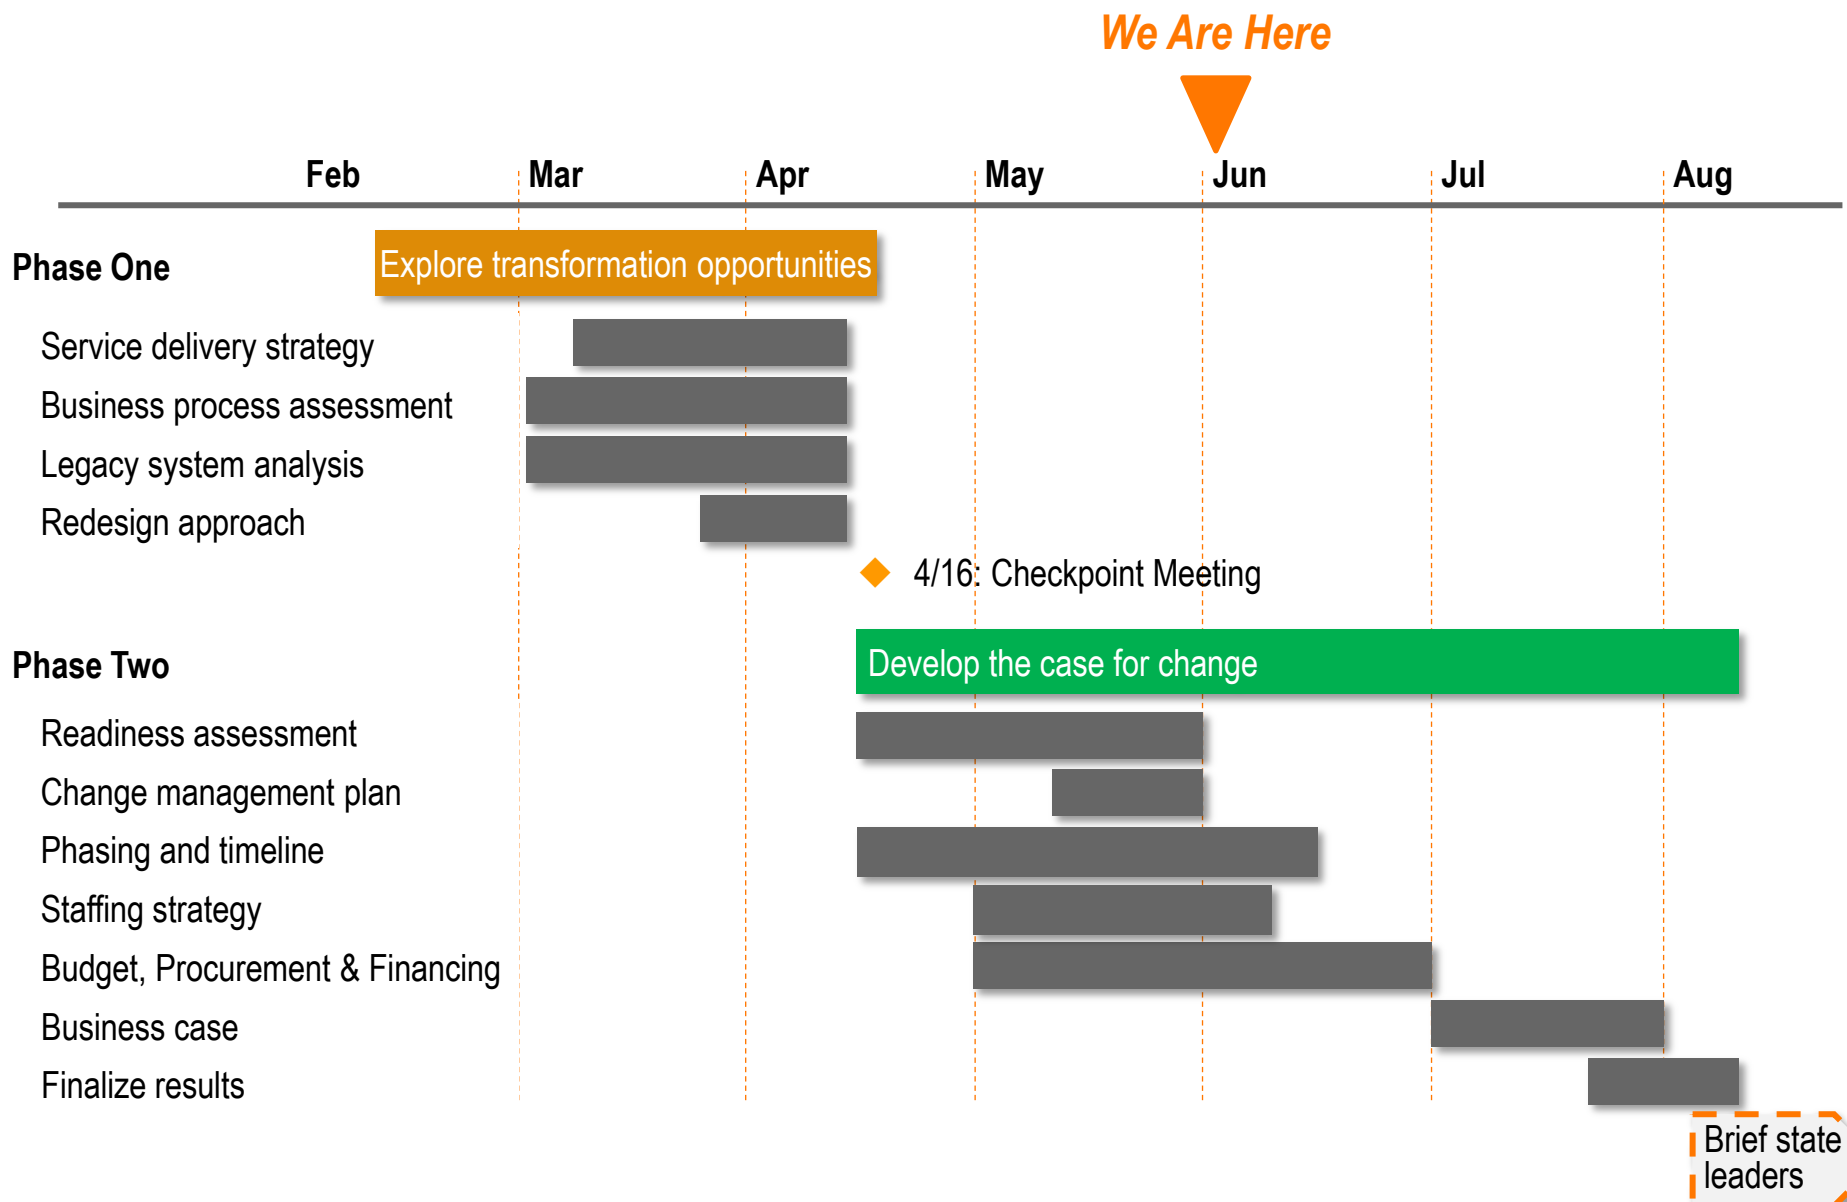 We Are Here
Feb Mar Apr May Jun Jul Aug
Phase One Explore transformation opportunities
Service delivery strategy
Business process assessment
Legacy system analysis
Redesign approach
4/16: Checkpoint Meeting
Phase Two Develop the case for change
Readiness assessment
Change management plan
Phasing and timeline
Staffing strategy
Budget, Procurement & Financing
Business case
Finalize results
Brief state
leaders